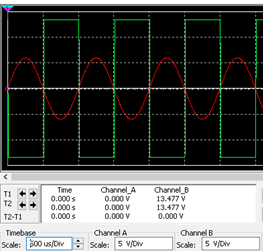 Time Channel_A Channel_B
T1 0.000 s 0.000 V 13.477 V
T2 0.000 s 0.000 V 13.477 V
T2-T1 0.000 s 0.000 V 0.000 V
Timebase Channel A Channel B
Scale: 500 us/Div Scale: 5 V/Div Scale: 5 V/Div